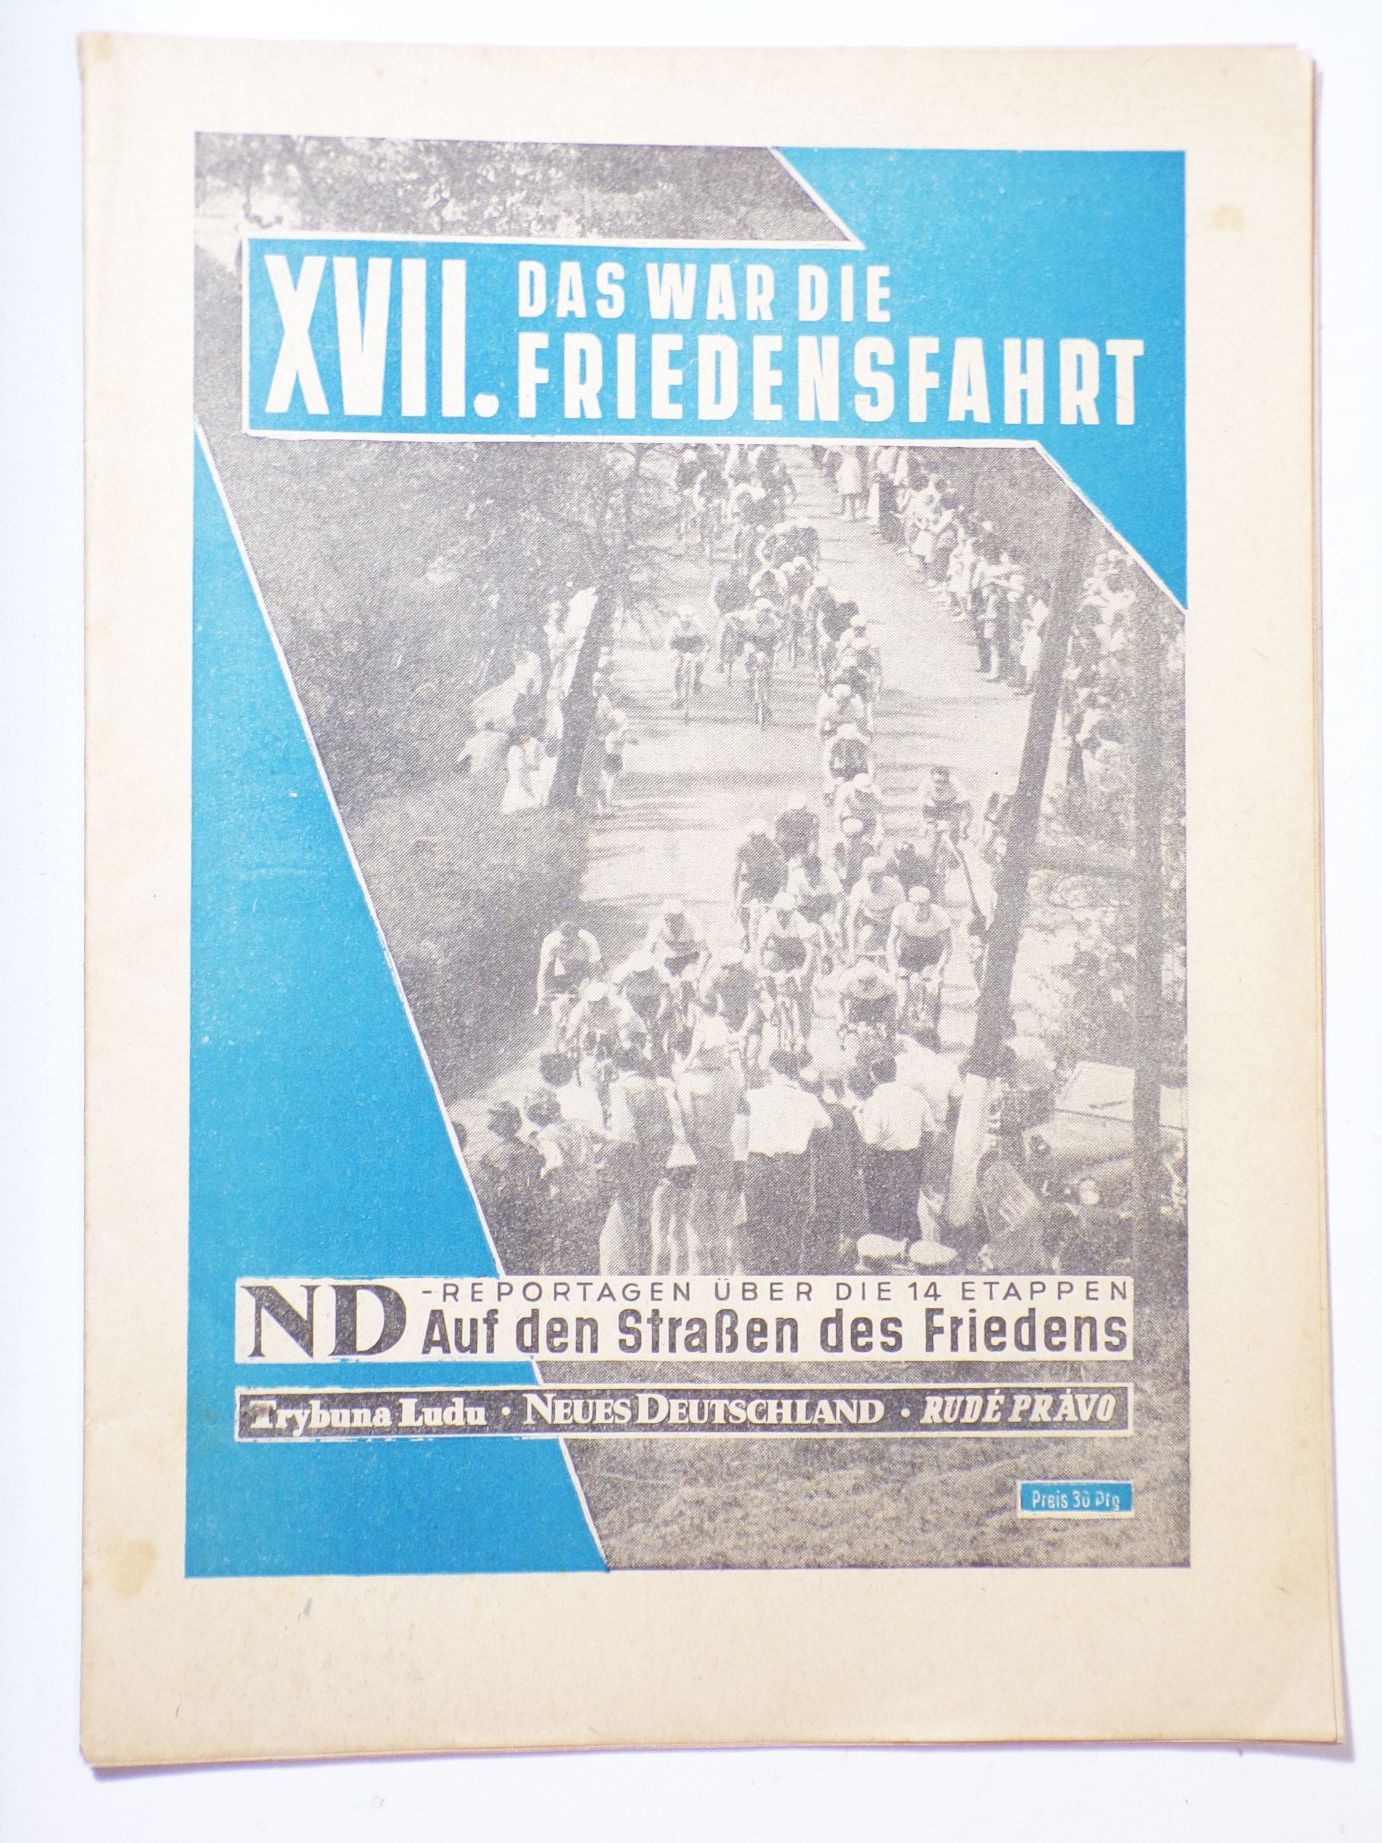 XVII. DAS WAR DIE
FRIEDENSFAHRT
ND -REPORTAGEN ÜBER DIE 14 ETAPPEN
Auf den Straßen des Friedens
Trybuna Ludu · NEUES DEUTSCHLAND · RUDÉ PRÁVO
Preis 30 Pfg